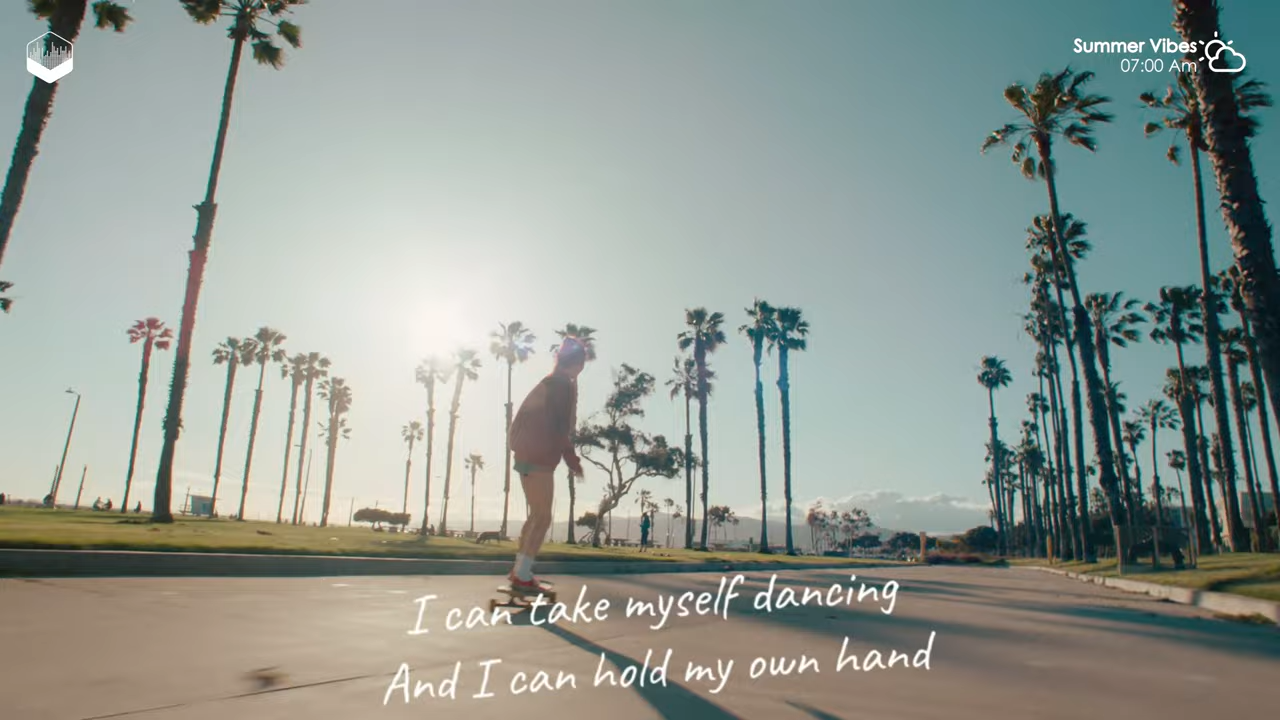 Summer Vibes
07:00 Am
I can take myself dancing
And I can hold my own hand